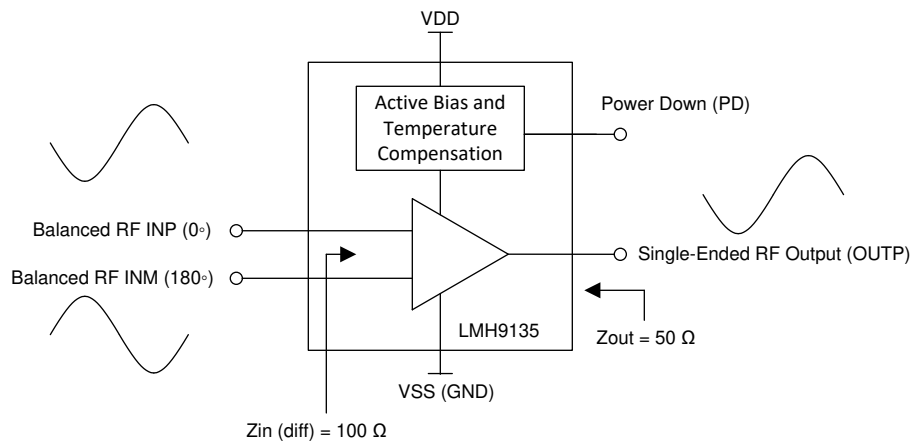 VDD
Active Bias and
Temperature
Compensation
Power Down (PD)
Balanced RF INP (0◦)
Single-Ended RF Output (OUTP)
Balanced RF INM (180◦)
LMH9135
Zout = 50 Ω
VSS (GND)
Zin (diff) = 100 Ω